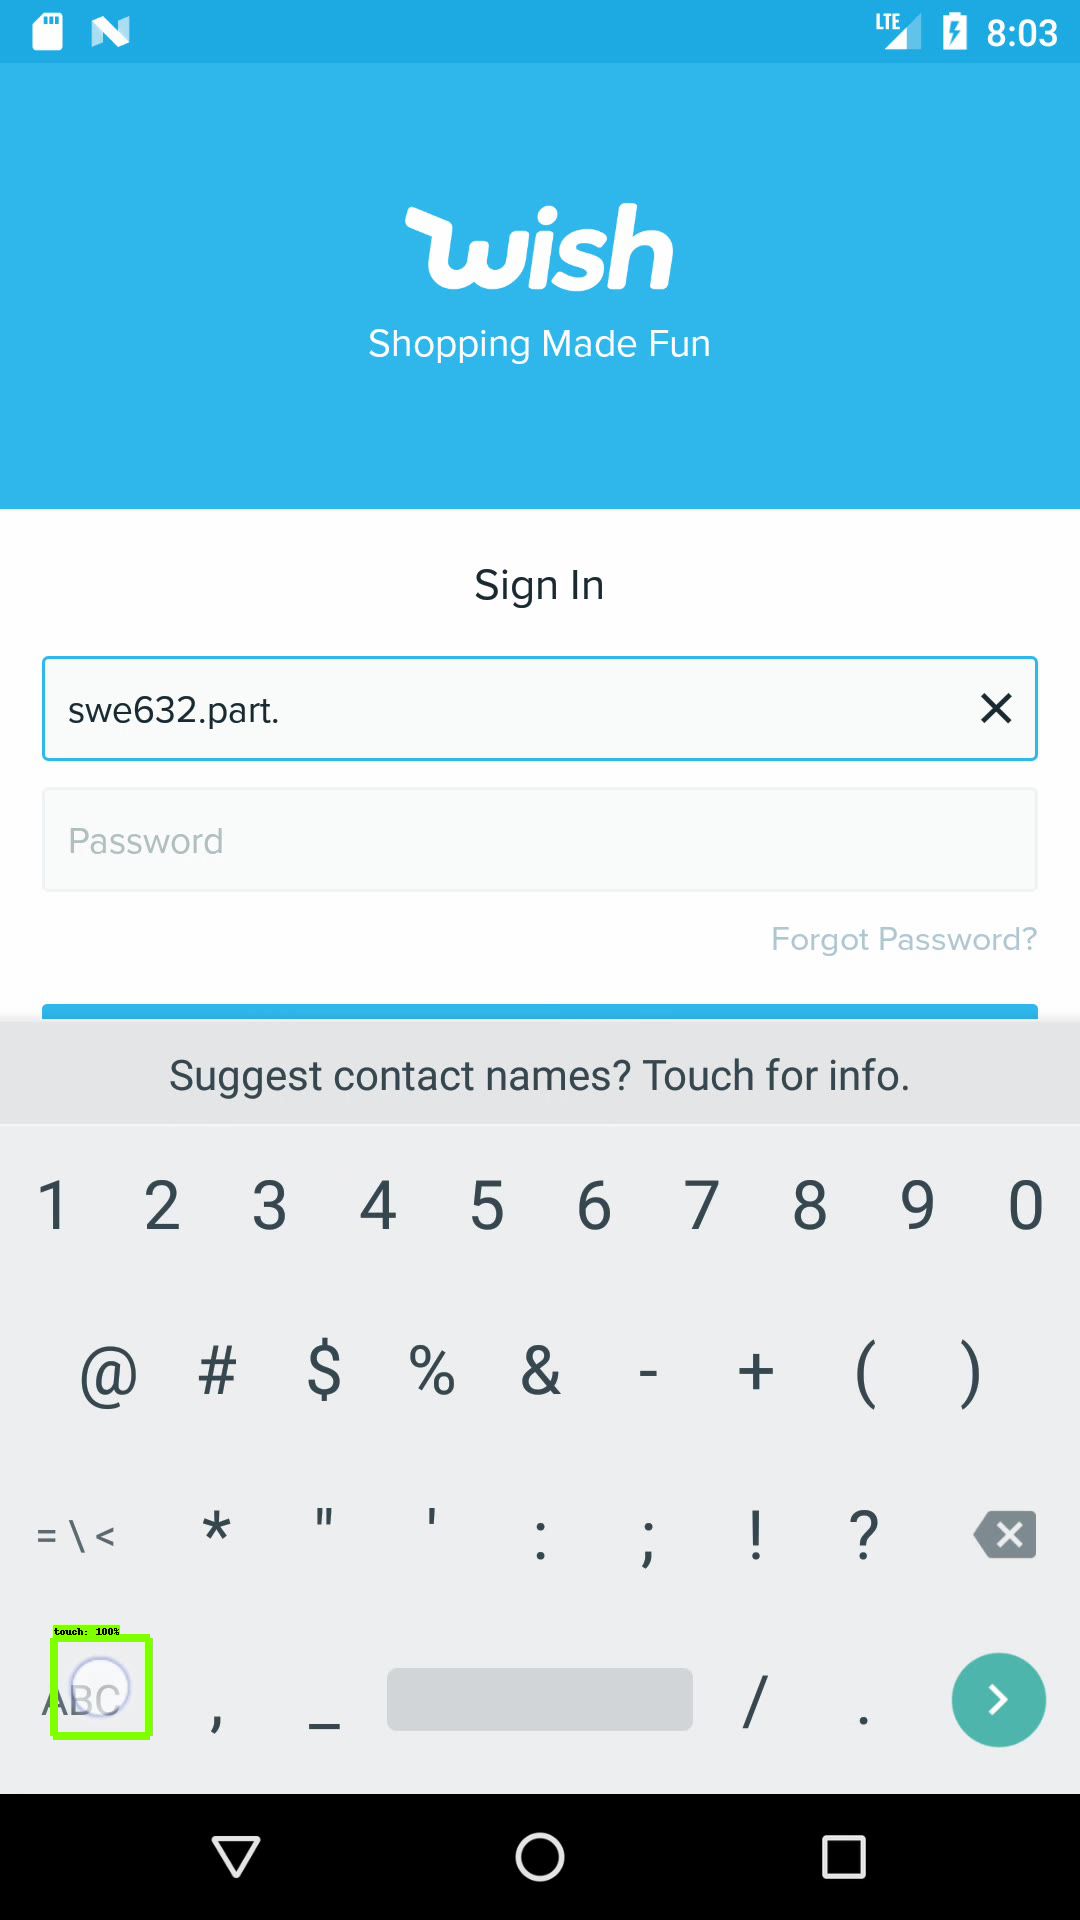 LTE 8:03
wish
Shopping Made Fun
Sign In
swe632.part.
Password
Forgot Password?
Suggest contact names? Touch for info.
1 2 3 4 5 6 7 8 9 0
@ # $ % & - + ( )
= \ < * " ' : ; ! ?
touch: 100%
ABC , _ / .